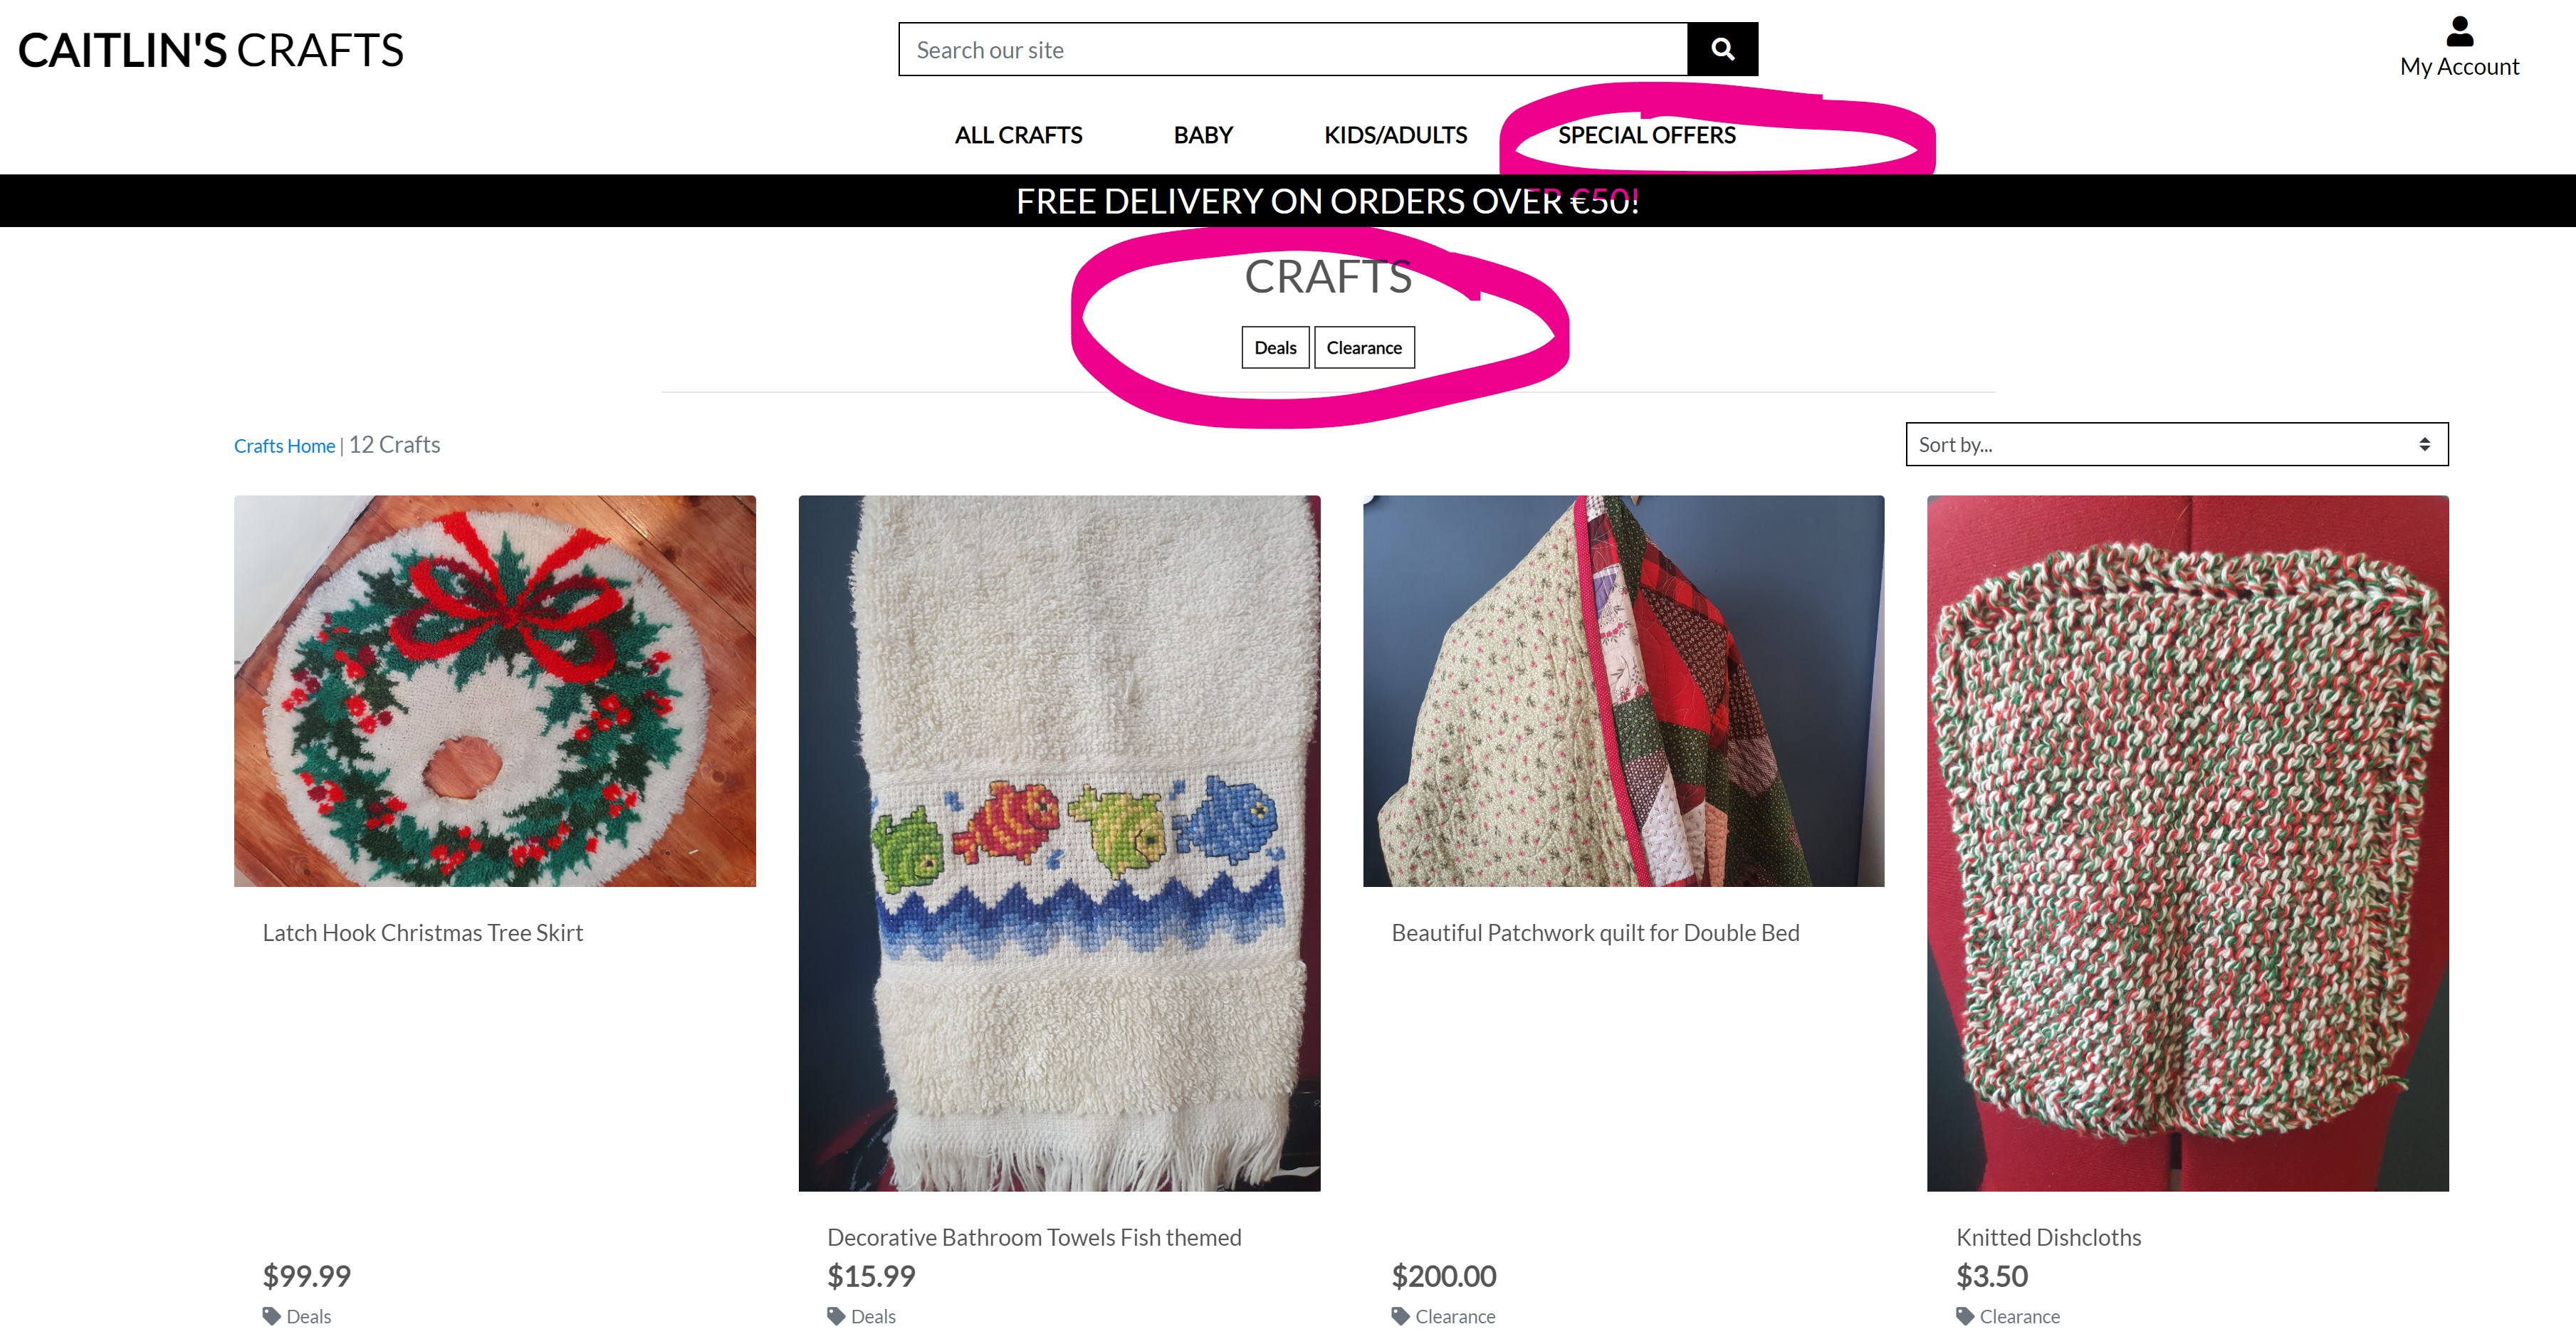 CAITLIN'S CRAFTS
Search our site
My Account
ALL CRAFTS BABY KIDS/ADULTS SPECIAL OFFERS
FREE DELIVERY ON ORDERS OVER €50!
CRAFTS
Deals Clearance
Crafts Home | 12 Crafts
Sort by...
Latch Hook Christmas Tree Skirt
$99.99
Deals
Decorative Bathroom Towels Fish themed
$15.99
Deals
Beautiful Patchwork quilt for Double Bed
$200.00
Clearance
Knitted Dishcloths
$3.50
Clearance